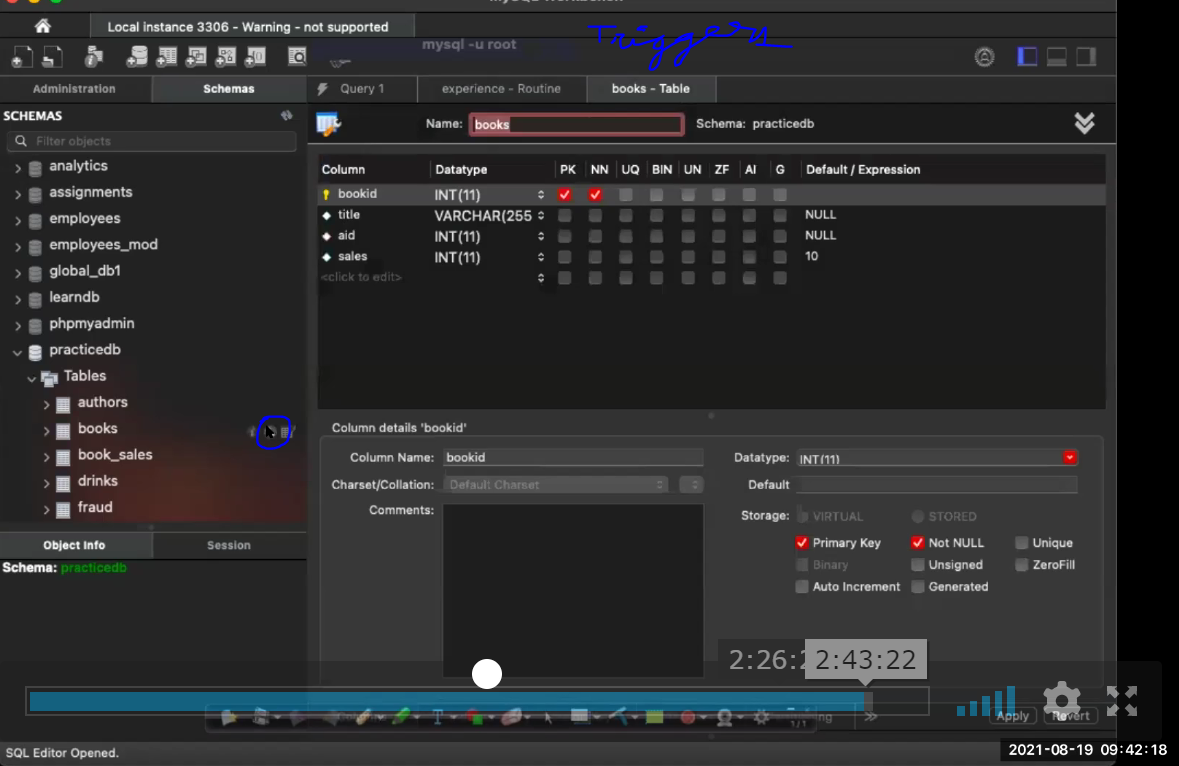 Local instance 3306 - Warning - not supported
mysql -u root
Triggers
Administration
Schemas
Query 1
experience - Routine
books - Table
SCHEMAS
Filter objects
Name:
books
Schema: practicedb
Column
Datatype
PK
NN
UQ
BIN
UN
ZF
AI
G
Default / Expression
bookid
INT(11)
title
VARCHAR(255
NULL
aid
INT(11)
NULL
sales
INT(11)
10
<click to edit>
analytics
assignments
employees
employees_mod
global_db1
learndb
phpmyadmin
practicedb
Tables
authors
books
book_sales
drinks
fraud
Column details 'bookid'
Column Name:
bookid
Datatype:
INT(11)
Charset/Collation:
Default Charset
Default
Comments:
Storage:
VIRTUAL
STORED
Primary Key
Not NULL
Unique
Binary
Unsigned
ZeroFill
Auto Increment
Generated
Object Info
Session
Schema: practicedb
2:26:
2:43:22
1/1
Apply
Revert
SQL Editor Opened.
2021-08-19 09:42:18